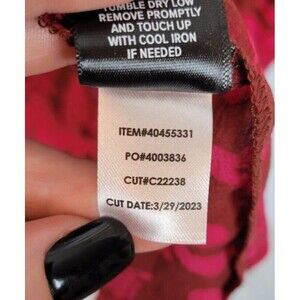 TUMBLE DRY LOW
REMOVE PROMPTLY
AND TOUCH UP
WITH COOL IRON
IF NEEDED
ITEM#40455331
PO#4003836
CUT#C22238
CUT DATE:3/29/2023